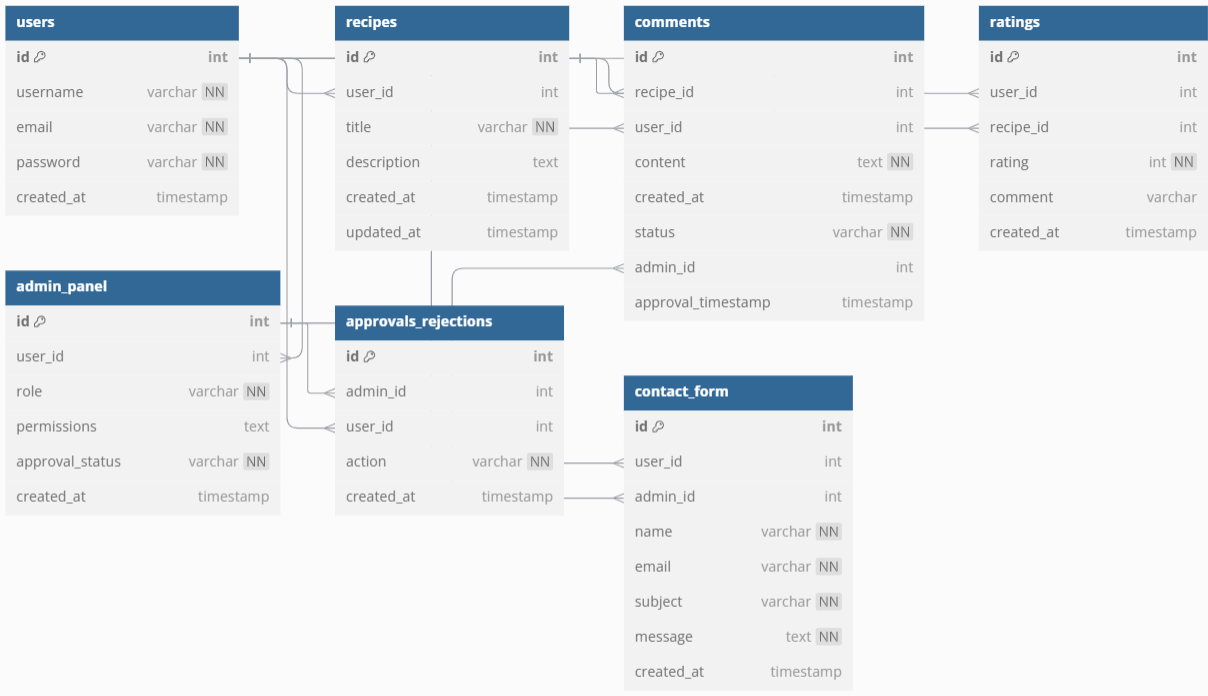 users
id int
username varchar NN
email varchar NN
password varchar NN
created_at timestamp
recipes
id int
user_id int
title varchar NN
description text
created_at timestamp
updated_at timestamp
comments
id int
recipe_id int
user_id int
content text NN
created_at timestamp
status varchar NN
admin_id int
approval_timestamp timestamp
ratings
id int
user_id int
recipe_id int
rating int NN
comment varchar
created_at timestamp
admin_panel
id int
user_id int
role varchar NN
permissions text
approval_status varchar NN
created_at timestamp
approvals_rejections
id int
admin_id int
user_id int
action varchar NN
created_at timestamp
contact_form
id int
user_id int
admin_id int
name varchar NN
email varchar NN
subject varchar NN
message text NN
created_at timestamp